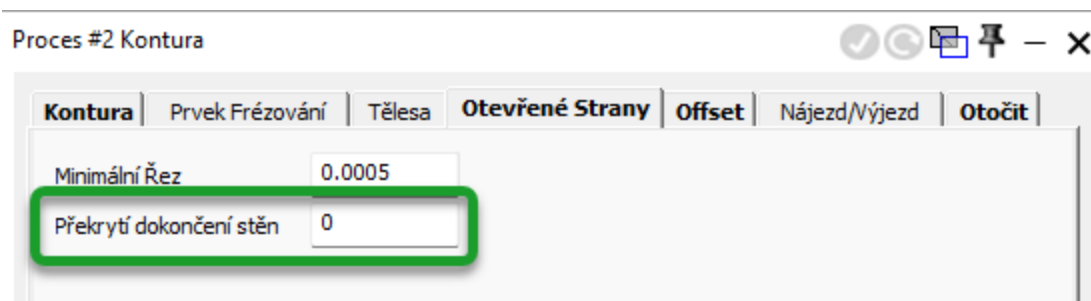 Proces #2 Kontura
Kontura Prvek Frézování Tělesa Otevřené Strany Offset Nájezd/Výjezd Otočit
Minimální Řez 0.0005
Překrytí dokončení stěn 0